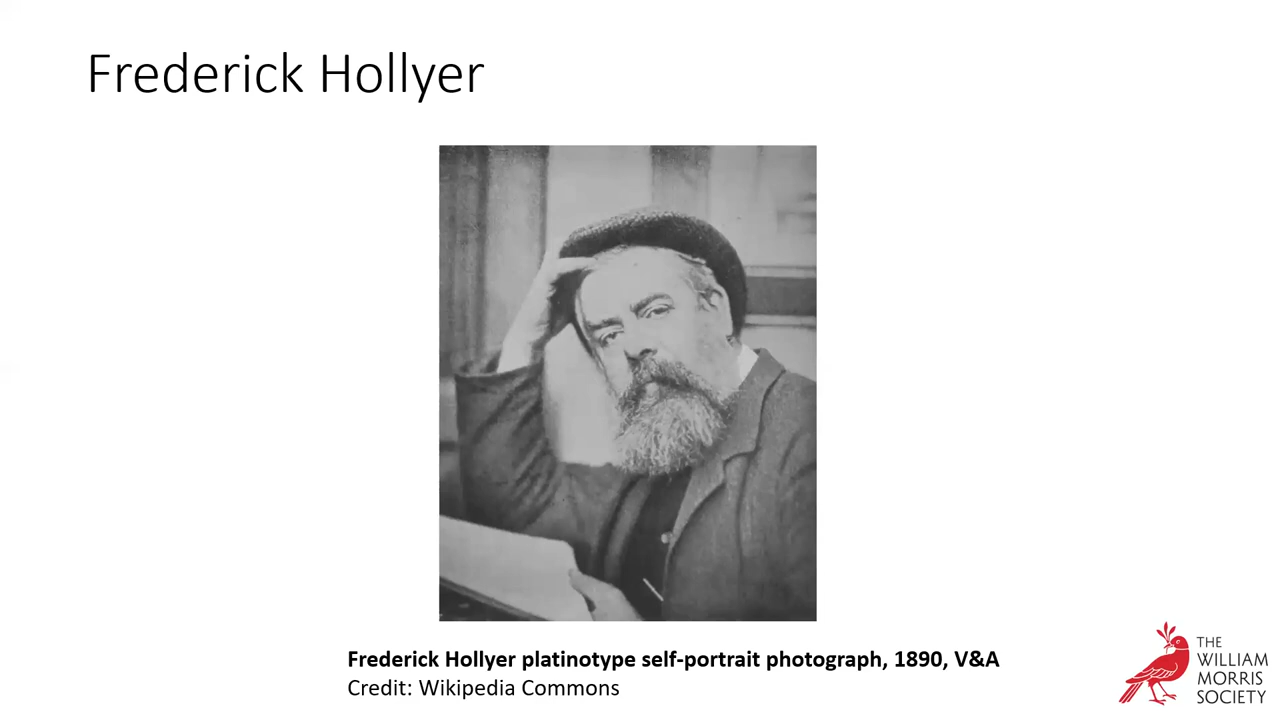 Frederick Hollyer
Frederick Hollyer platinotype self-portrait photograph, 1890, V&A
Credit: Wikipedia Commons
THE
WILLIAM
MORRIS
SOCIETY